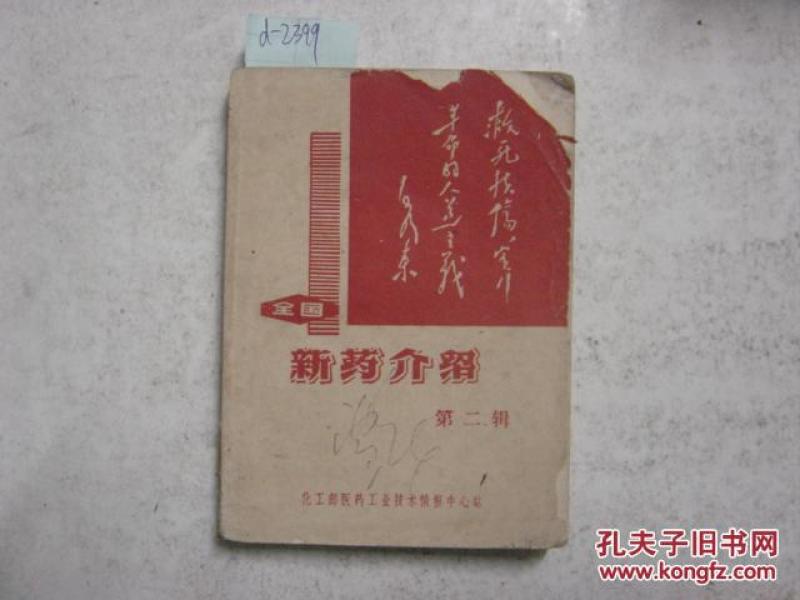 d-2399
救死扶伤，实行
革命的人道主义
毛泽东
全国
新药介绍
第二辑
化工部医药工业技术情报中心站
孔夫子旧书网
www.kongfz.com